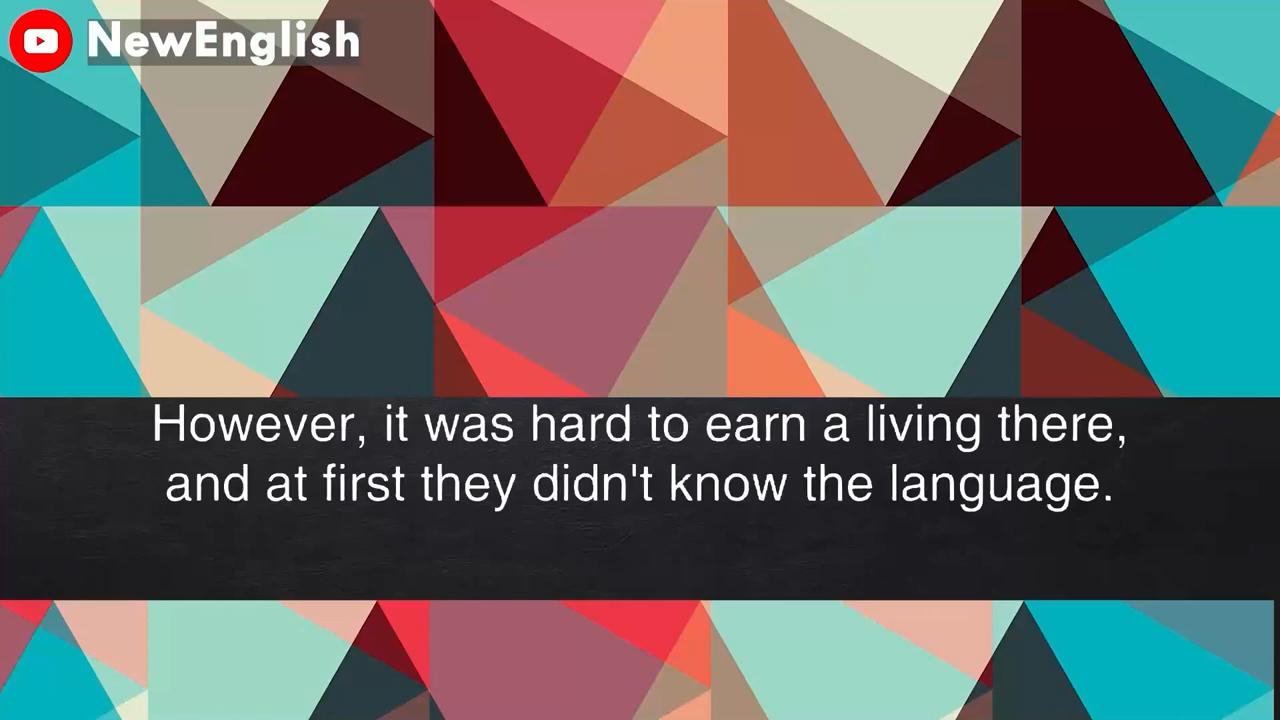 NewEnglish
However, it was hard to earn a living there,
and at first they didn't know the language.